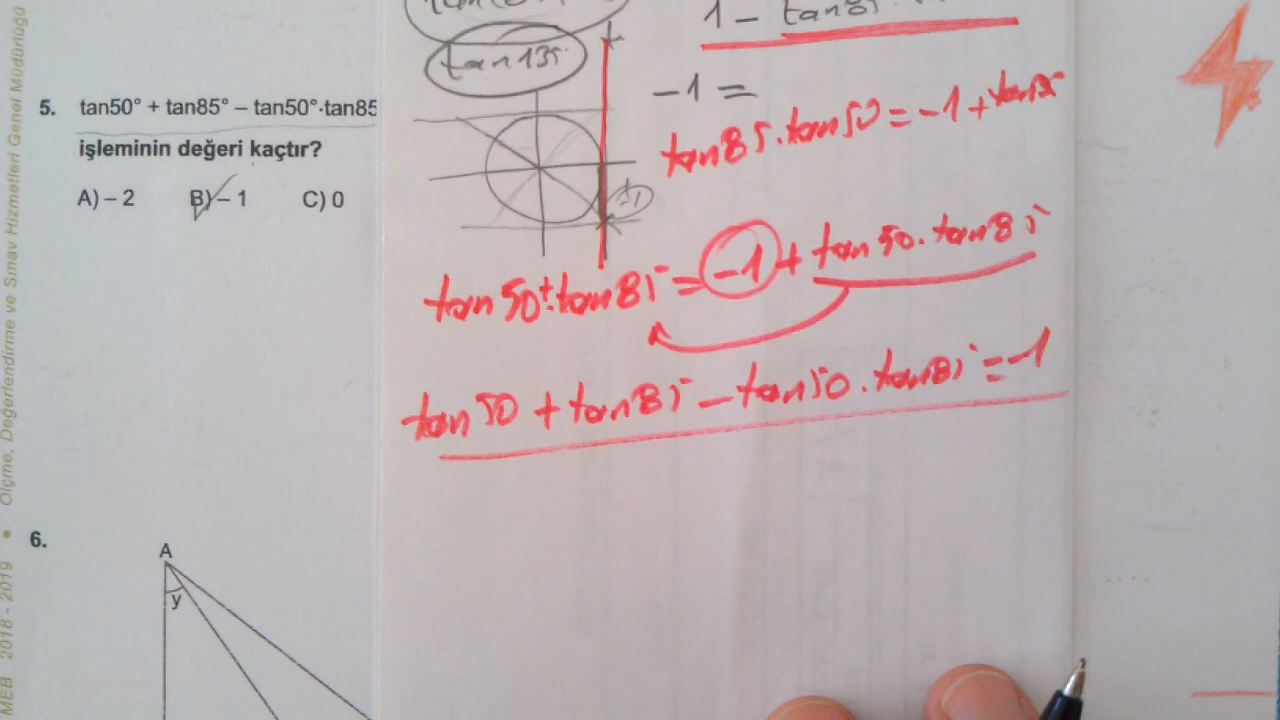 MEB 2018 - 2019 • Ölçme, Değerlendirme ve Sınav Hizmetleri Genel Müdürlüğü
5. tan50° + tan85° – tan50°·tan85
işleminin değeri kaçtır?
A) – 2 B) – 1 C) 0
6.
A
y
1 - tan85
tan135
-1 =
tan85.tan50 = -1 +
-1
tan50+tan85 = -1 + tan50.tan85
tan50 + tan85 - tan50.tan85 = -1